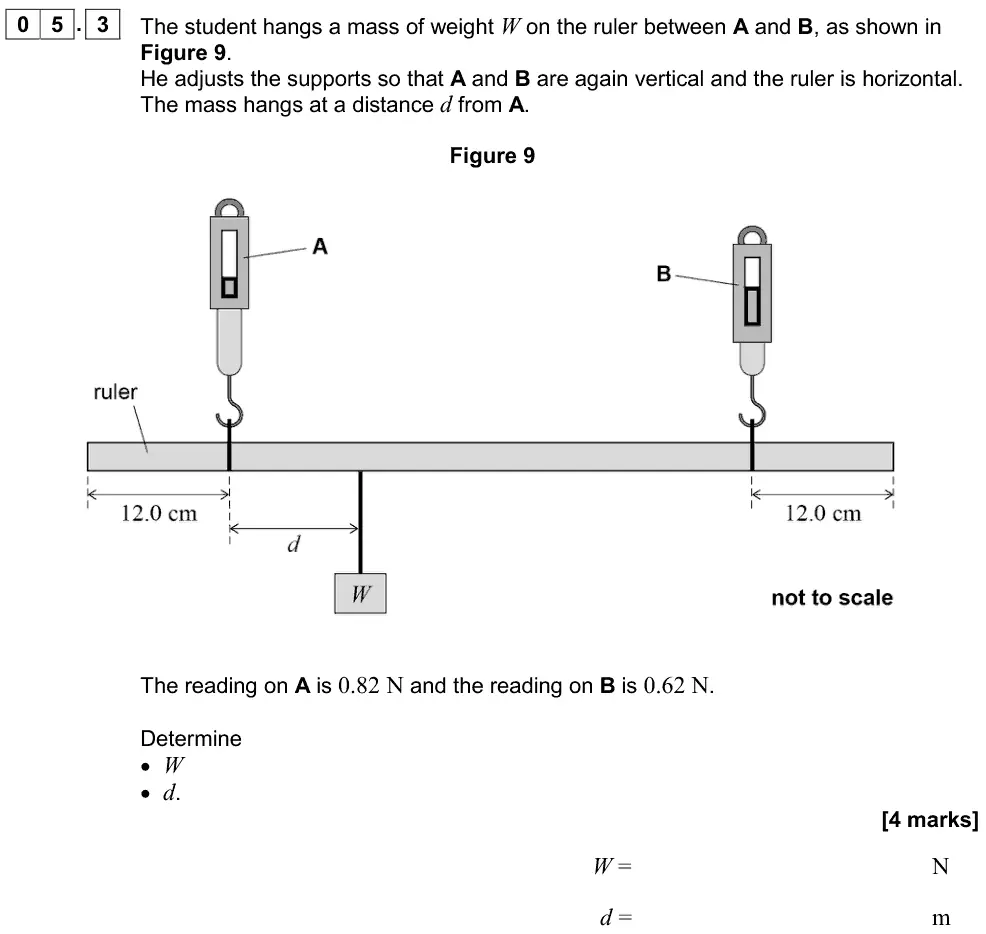 0 5 . 3 The student hangs a mass of weight W on the ruler between A and B, as shown in
Figure 9.
He adjusts the supports so that A and B are again vertical and the ruler is horizontal.
The mass hangs at a distance d from A.
Figure 9
A
B
ruler
12.0 cm
12.0 cm
d
W
not to scale
The reading on A is 0.82 N and the reading on B is 0.62 N.
Determine
• W
• d.
[4 marks]
W = N
d = m